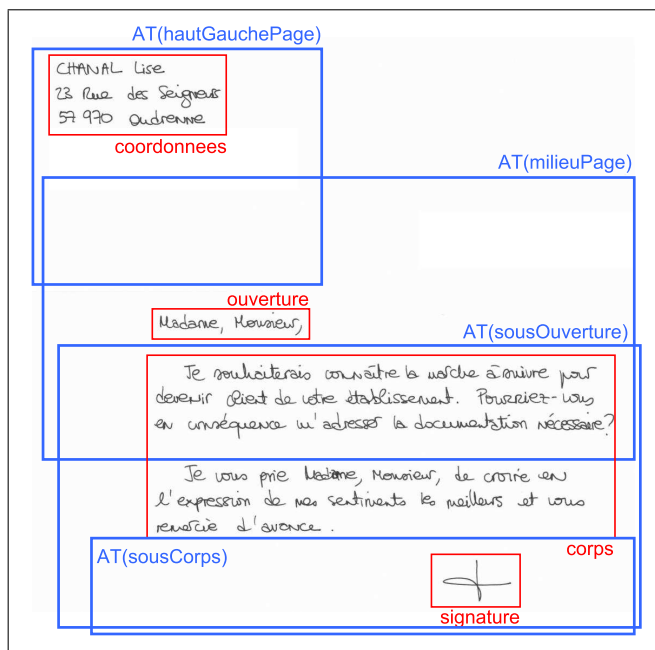 AT(hautGauchePage)
CHANAL Lise
23 Rue des Seigneurs
57 970 Oudrenne
coordonnees
AT(milieuPage)
ouverture
Madame, Monsieur,
AT(sousOuverture)
Je souhaiterais connaître la marche à suivre pour
devenir client de votre établissement. Pourriez-vous
en conséquence m'adresser la documentation nécessaire?
Je vous prie Madame, Monsieur, de croire en
l'expression de mes sentiments les meilleurs et vous
remercie d'avance.
corps
AT(sousCorps)
signature